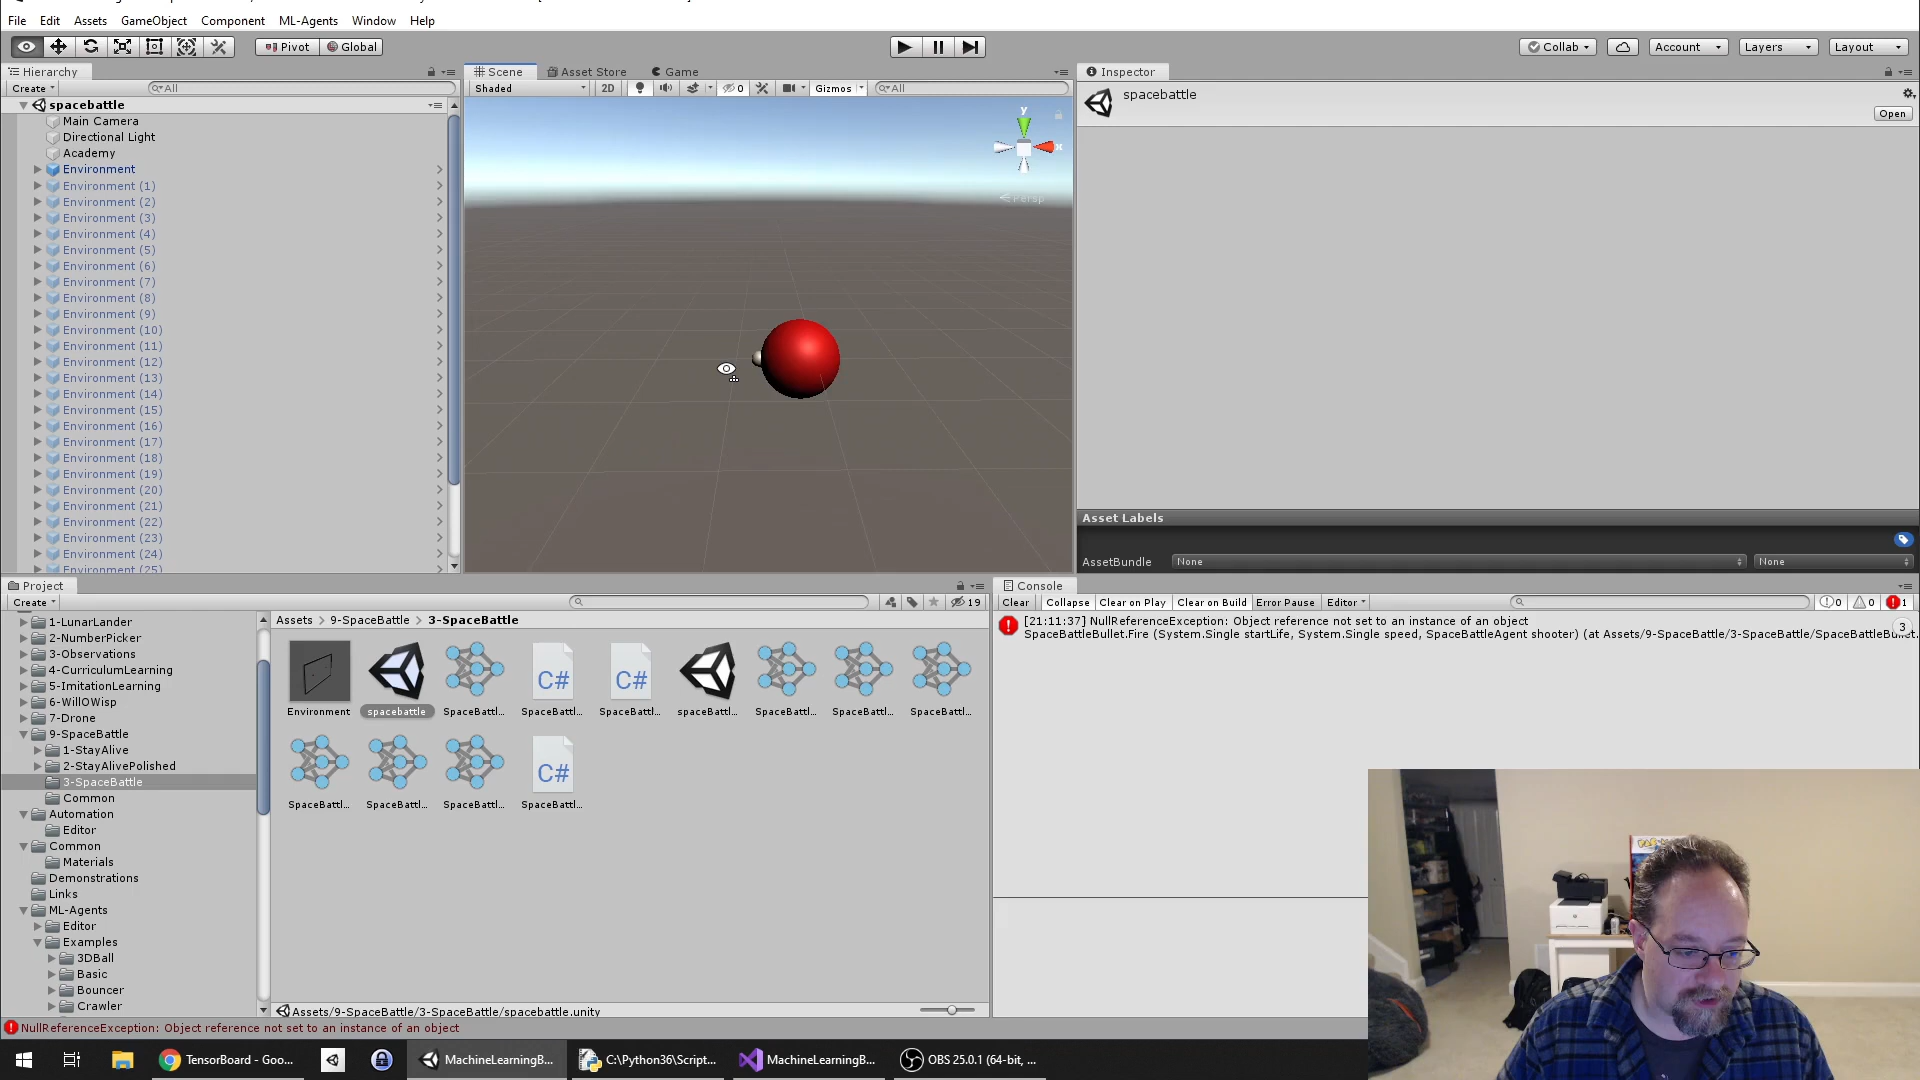 File Edit Assets GameObject Component ML-Agents Window Help
Pivot Global Collab Account Layers Layout
Hierarchy
Create All
spacebattle
Main Camera
Directional Light
Academy
Environment
Environment (1)
Environment (2)
Environment (3)
Environment (4)
Environment (5)
Environment (6)
Environment (7)
Environment (8)
Environment (9)
Environment (10)
Environment (11)
Environment (12)
Environment (13)
Environment (14)
Environment (15)
Environment (16)
Environment (17)
Environment (18)
Environment (19)
Environment (20)
Environment (21)
Environment (22)
Environment (23)
Environment (24)
Environment (25)
Scene Asset Store Game
Shaded 2D 0 Gizmos All
y
x
Persp
Inspector
spacebattle
Open
Asset Labels
AssetBundle None None
Project
Create 19
1-LunarLander
2-NumberPicker
3-Observations
4-CurriculumLearning
5-ImitationLearning
6-WillOWisp
7-Drone
9-SpaceBattle
1-StayAlive
2-StayAlivePolished
3-SpaceBattle
Common
Automation
Editor
Common
Materials
Demonstrations
Links
ML-Agents
Editor
Examples
3DBall
Basic
Bouncer
Crawler
Assets 9-SpaceBattle 3-SpaceBattle
C# C#
Environment spacebattle SpaceBattl... SpaceBattl... SpaceBattl... spaceBattl... SpaceBattl... SpaceBattl... SpaceBattl...
C#
SpaceBattl... SpaceBattl... SpaceBattl... SpaceBattl...
Assets/9-SpaceBattle/3-SpaceBattle/spacebattle.unity
Console
Clear Collapse Clear on Play Clear on Build Error Pause Editor 0 0 1
[21:11:37] NullReferenceException: Object reference not set to an instance of an object
SpaceBattleBullet.Fire (System.Single startLife, System.Single speed, SpaceBattleAgent shooter) (at Assets/9-SpaceBattle/3-SpaceBattle/SpaceBattleBullet.
3
NullReferenceException: Object reference not set to an instance of an object
TensorBoard - Goo... MachineLearningB... C:\Python36\Script... MachineLearningB... OBS 25.0.1 (64-bit, ...